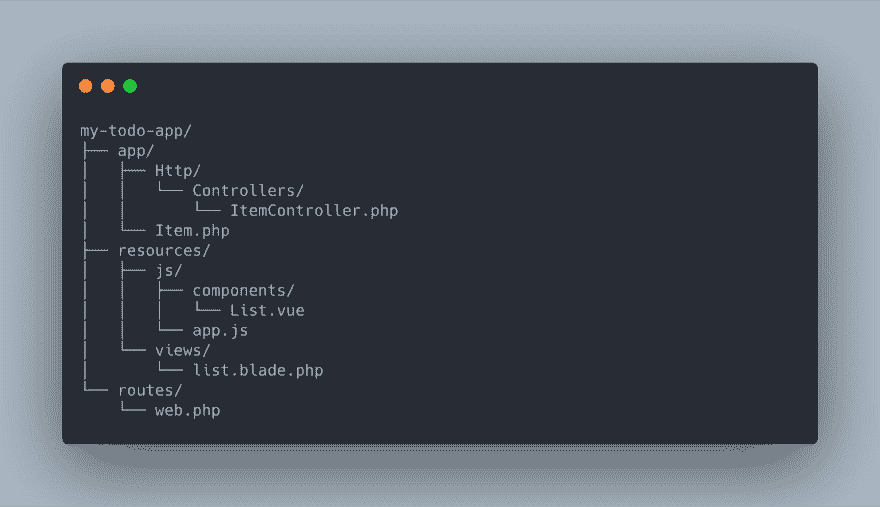 my-todo-app/
├── app/
│   ├── Http/
│   │   └── Controllers/
│   │       └── ItemController.php
│   └── Item.php
├── resources/
│   ├── js/
│   │   ├── components/
│   │   │   └── List.vue
│   │   └── app.js
│   └── views/
│       └── list.blade.php
└── routes/
    └── web.php